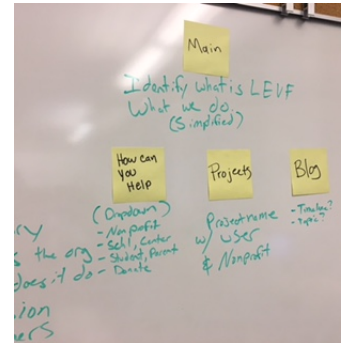 Main
Identify what is LEVF
What we do.
(Simplified)
How can
You
Help
(Dropdown)
- Nonprofit
- Schl, Center
- Student, Parent
- Donate
Projects
Project name
w/ user
& Nonprofit
Blog
- Timeline?
- Topic?
ry
s the org
does it do
ion
ers